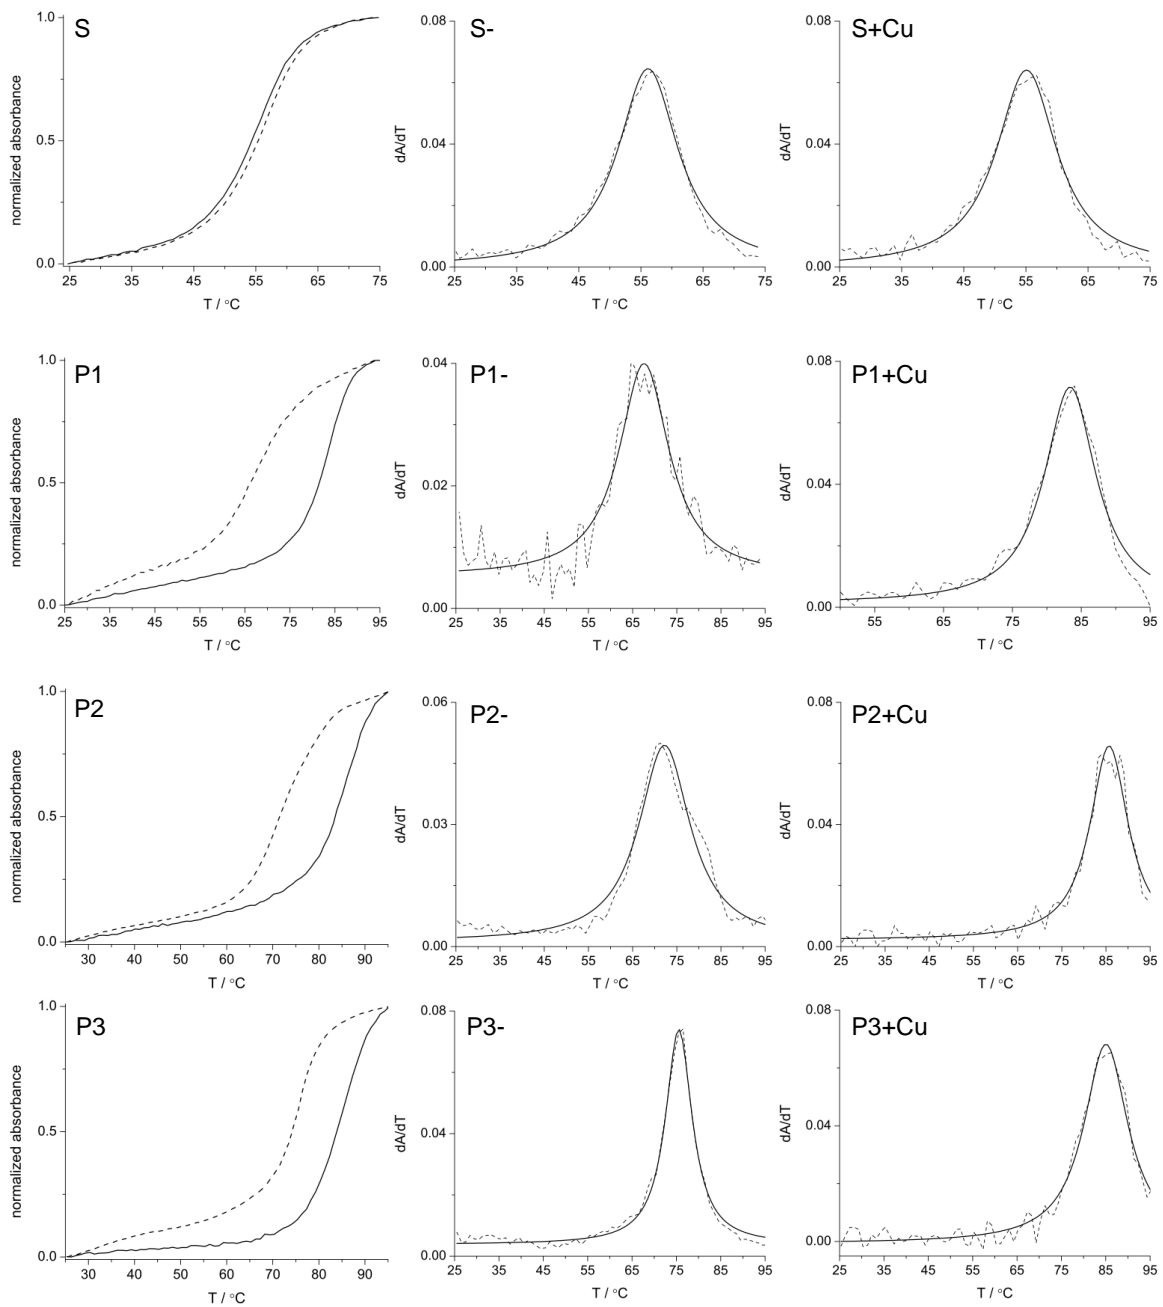 S
normalized absorbance
1.0
0.5
0.0
25 35 45 55 65 75
T / °C
S-
dA/dT
0.08
0.04
0.00
25 35 45 55 65 75
T / °C
S+Cu
dA/dT
0.08
0.04
0.00
25 35 45 55 65 75
T / °C
P1
normalized absorbance
1.0
0.5
0.0
25 35 45 55 65 75 85 95
T / °C
P1-
dA/dT
0.04
0.02
0.00
25 35 45 55 65 75 85 95
T / °C
P1+Cu
dA/dT
0.08
0.04
0.00
55 65 75 85 95
T / °C
P2
normalized absorbance
1.0
0.5
0.0
30 40 50 60 70 80 90
T / °C
P2-
dA/dT
0.06
0.03
0.00
25 35 45 55 65 75 85 95
T / °C
P2+Cu
dA/dT
0.08
0.04
0.00
25 35 45 55 65 75 85 95
T / °C
P3
normalized absorbance
1.0
0.5
0.0
30 40 50 60 70 80 90
T / °C
P3-
dA/dT
0.08
0.04
0.00
25 35 45 55 65 75 85 95
T / °C
P3+Cu
dA/dT
0.08
0.04
0.00
25 35 45 55 65 75 85 95
T / °C